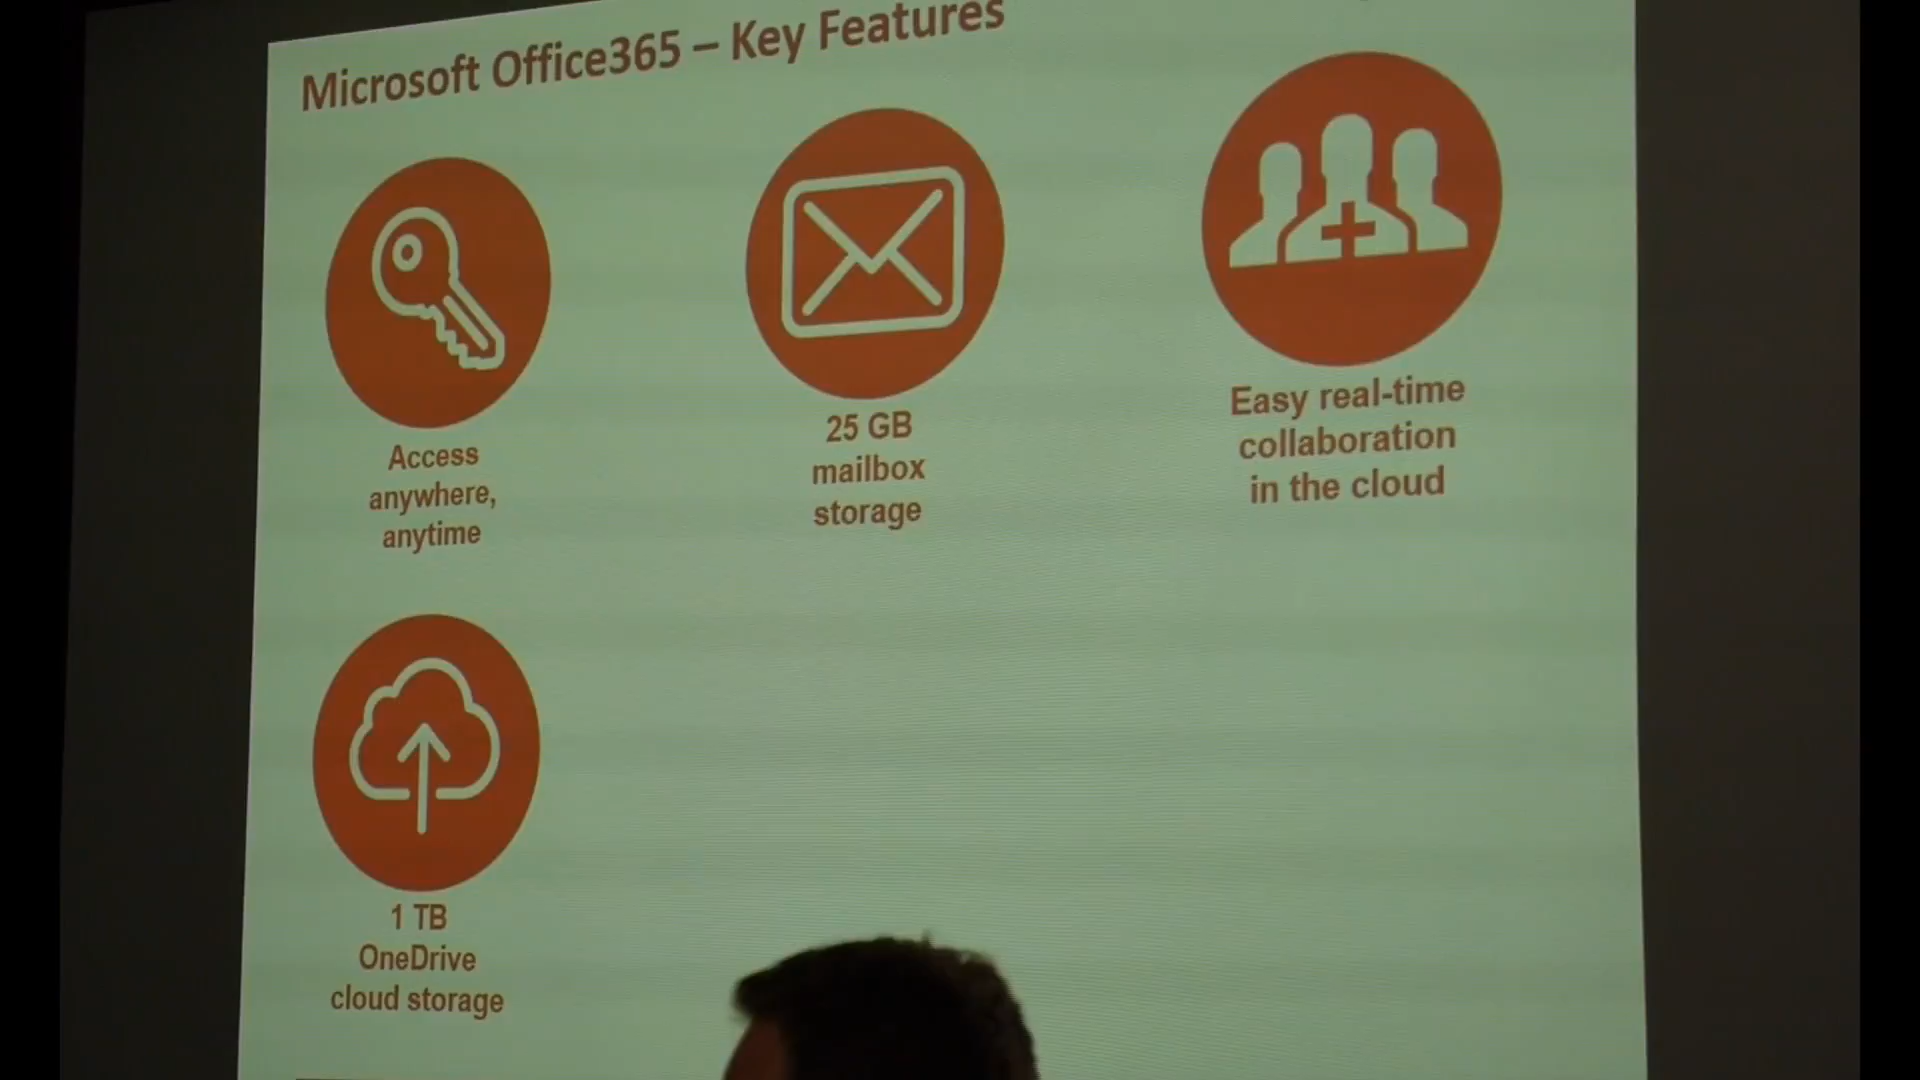 Microsoft Office365 – Key Features
Access
anywhere,
anytime
25 GB
mailbox
storage
Easy real-time
collaboration
in the cloud
1 TB
OneDrive
cloud storage